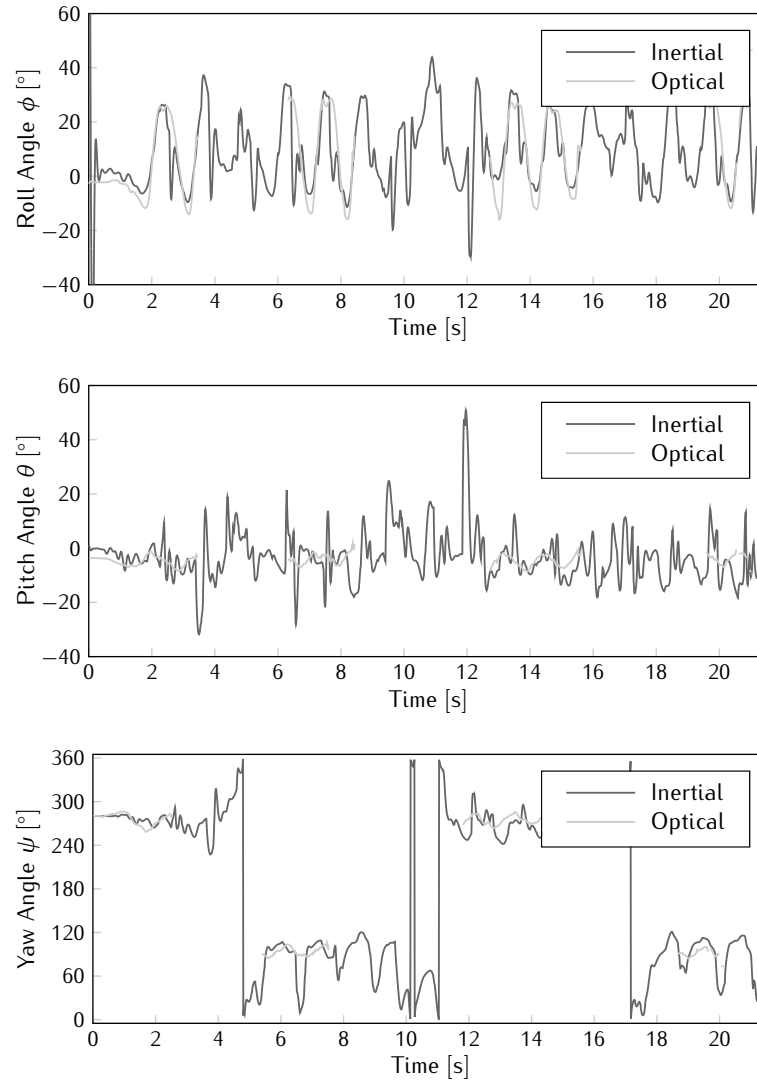 60
40
20
0
−20
−40
Roll Angle ϕ [°]
Inertial
Optical
0 2 4 6 8 10 12 14 16 18 20
Time [s]
60
40
20
0
−20
−40
Pitch Angle θ [°]
Inertial
Optical
0 2 4 6 8 10 12 14 16 18 20
Time [s]
360
300
240
180
120
60
0
Yaw Angle ψ [°]
Inertial
Optical
0 2 4 6 8 10 12 14 16 18 20
Time [s]